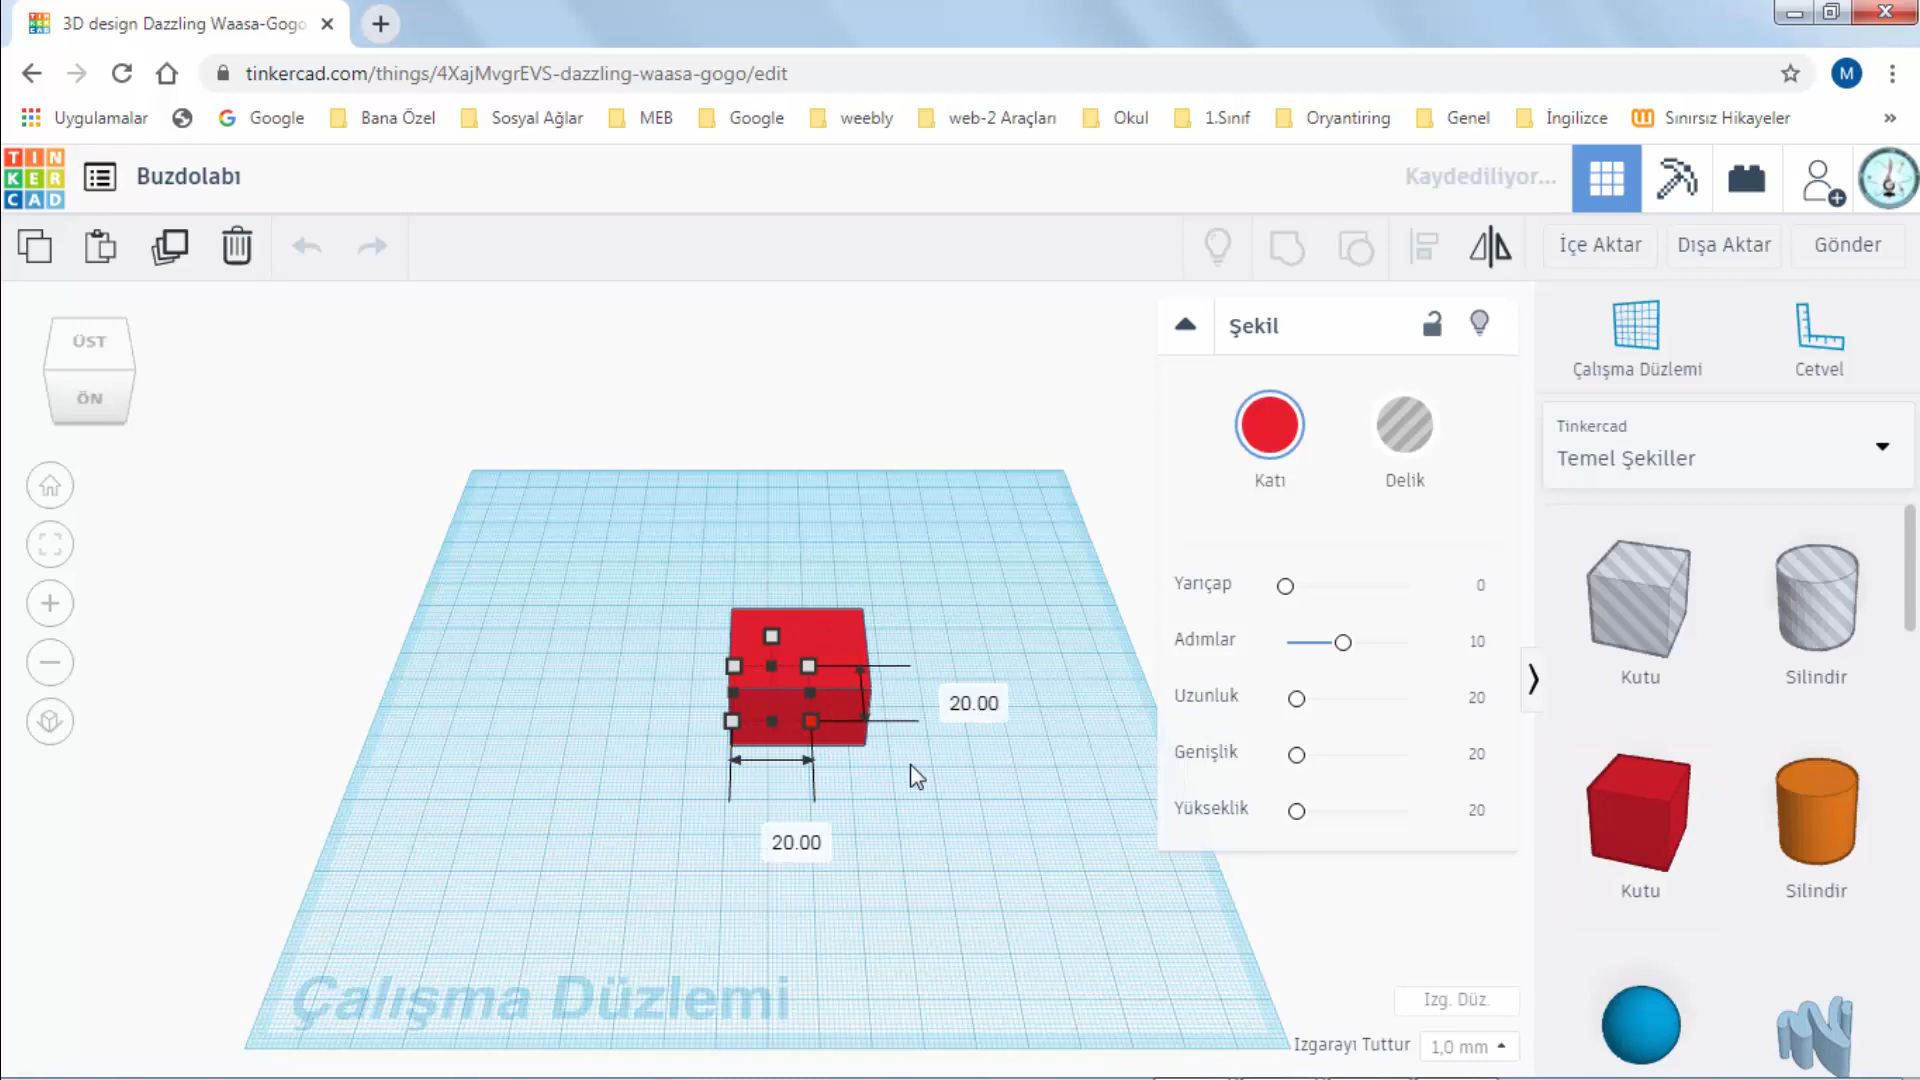 3D design Dazzling Waasa-Gogo
tinkercad.com/things/4XajMvgrEVS-dazzling-waasa-gogo/edit
M
Uygulamalar
Google
Bana Özel
Sosyal Ağlar
MEB
Google
weebly
web-2 Araçları
Okul
1.Sınıf
Oryantiring
Genel
İngilizce
Sınırsız Hikayeler
»
TIN
KER
CAD
Buzdolabı
Kaydediliyor...
İçe Aktar
Dışa Aktar
Gönder
ÜST
ÖN
Şekil
Katı
Delik
Yarıçap
0
Adımlar
10
Uzunluk
20
Genişlik
20
Yükseklik
20
20.00
20.00
Çalışma Düzlemi
Izg. Düz.
Izgarayı Tuttur
1,0 mm
Çalışma Düzlemi
Cetvel
Tinkercad
Temel Şekiller
Kutu
Silindir
Kutu
Silindir